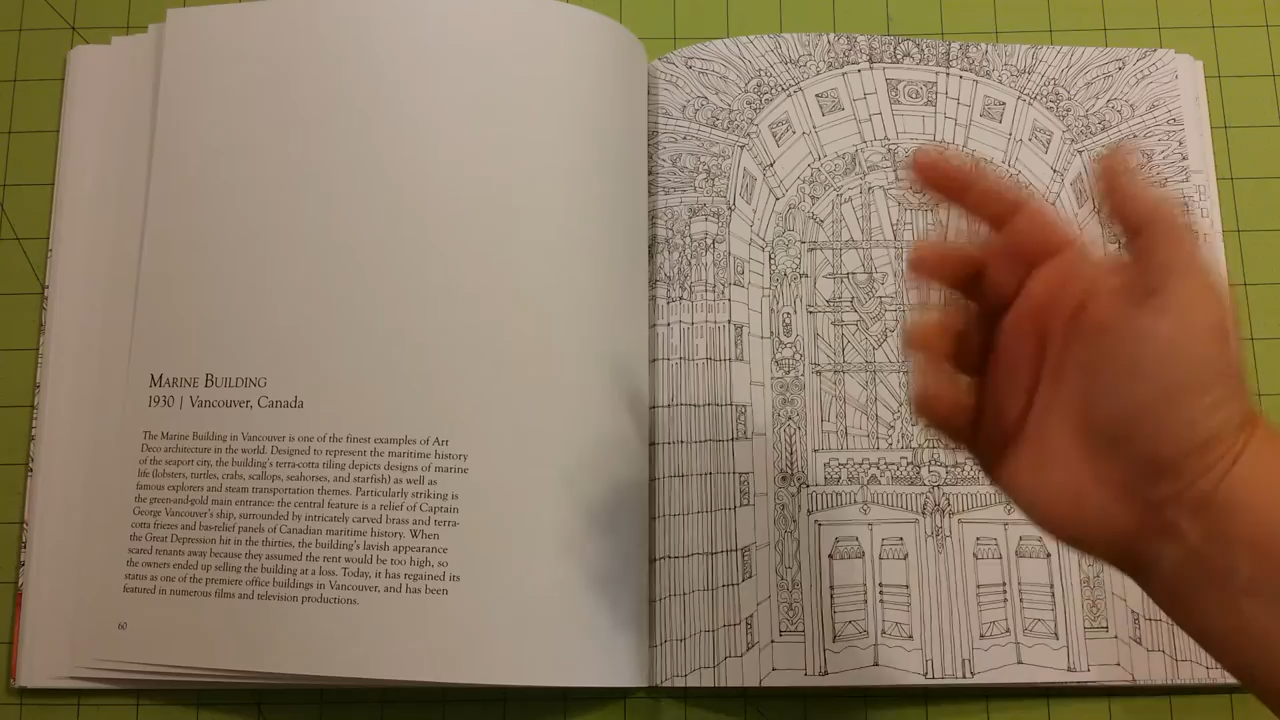 MARINE BUILDING
1930 | Vancouver, Canada
The Marine Building in Vancouver is one of the finest examples of Art
Deco architecture in the world. Designed to represent the maritime history
of the seaport city, the building's terra-cotta tiling depicts designs of marine
life (lobsters, turtles, crabs, scallops, seahorses, and starfish) as well as
famous explorers and steam transportation themes. Particularly striking is
the green-and-gold main entrance: the central feature is a relief of Captain
George Vancouver's ship, surrounded by intricately carved brass and terra-
cotta friezes and bas-relief panels of Canadian maritime history. When
the Great Depression hit in the thirties, the building's lavish appearance
scared tenants away because they assumed the rent would be too high, so
the owners ended up selling the building at a loss. Today, it has regained its
status as one of the premiere office buildings in Vancouver, and has been
featured in numerous films and television productions.
60